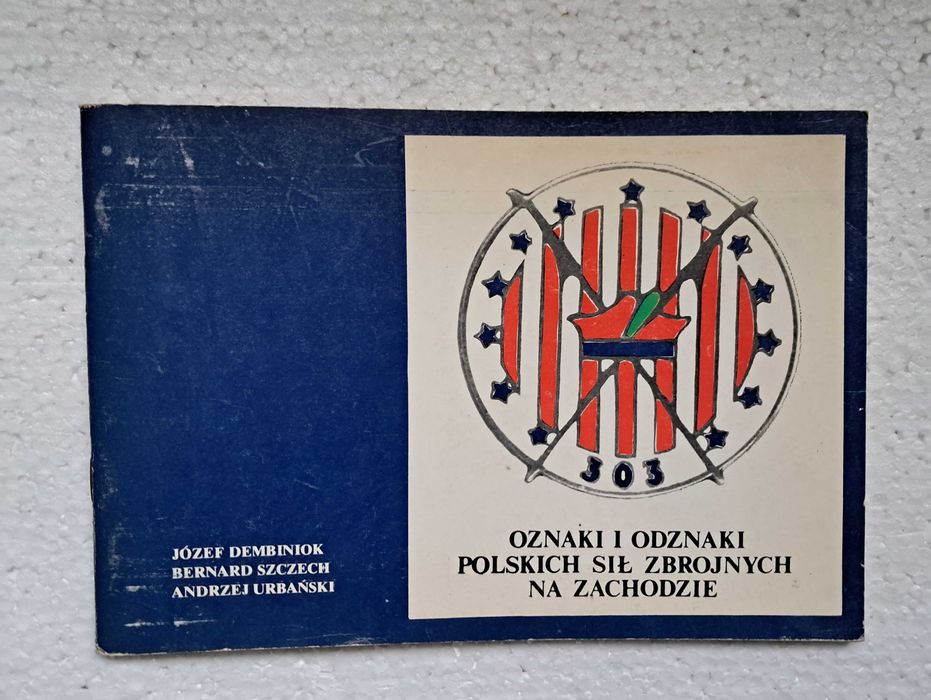 303
OZNAKI I ODZNAKI
POLSKICH SIŁ ZBROJNYCH
NA ZACHODZIE
JÓZEF DEMBINIOK
BERNARD SZCZECH
ANDRZEJ URBAŃSKI